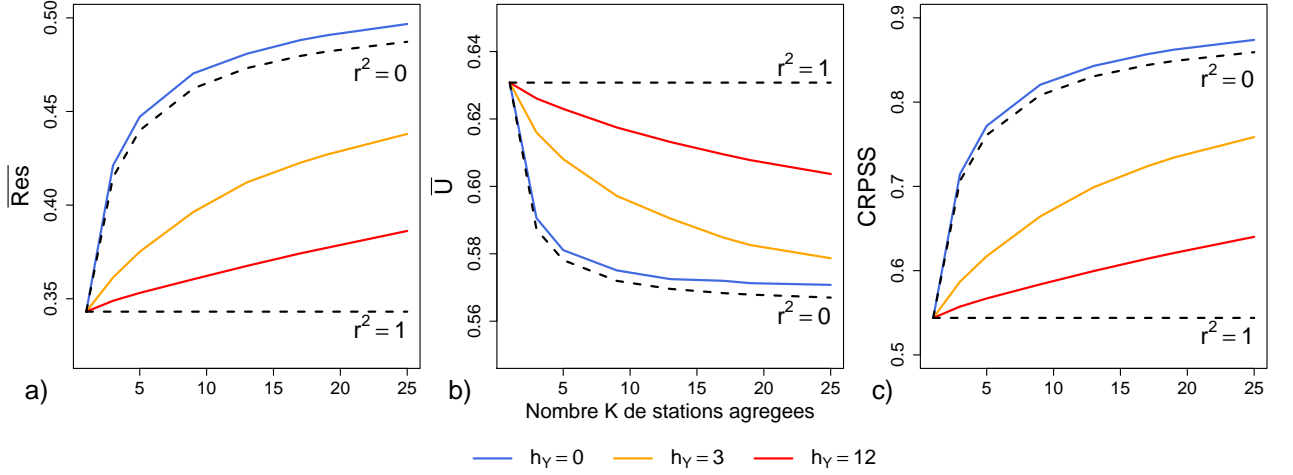 0.50
0.45
0.40
0.35
Res
r² = 0
r² = 1
5 10 15 20 25
a)
0.64
0.62
0.60
0.58
0.56
U
r² = 1
r² = 0
5 10 15 20 25
b)
Nombre K de stations agregees
0.9
0.8
0.7
0.6
0.5
CRPSS
r² = 0
r² = 1
5 10 15 20 25
c)
h_Y = 0 h_Y = 3 h_Y = 12